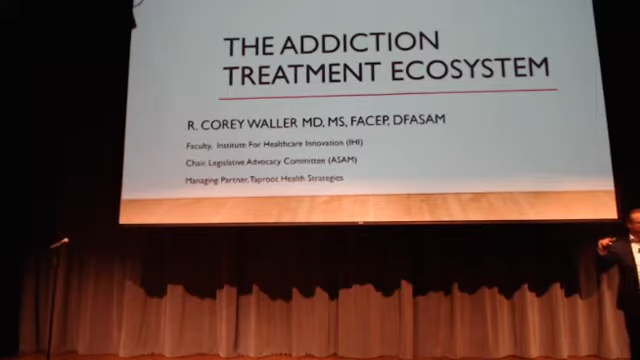 THE ADDICTION
TREATMENT ECOSYSTEM
R. COREY WALLER MD, MS, FACEP, DFASAM
Faculty, Institute For Healthcare Innovation (IHI)
Chair, Legislative Advocacy Committee (ASAM)
Managing Partner, Taproot Health Strategies